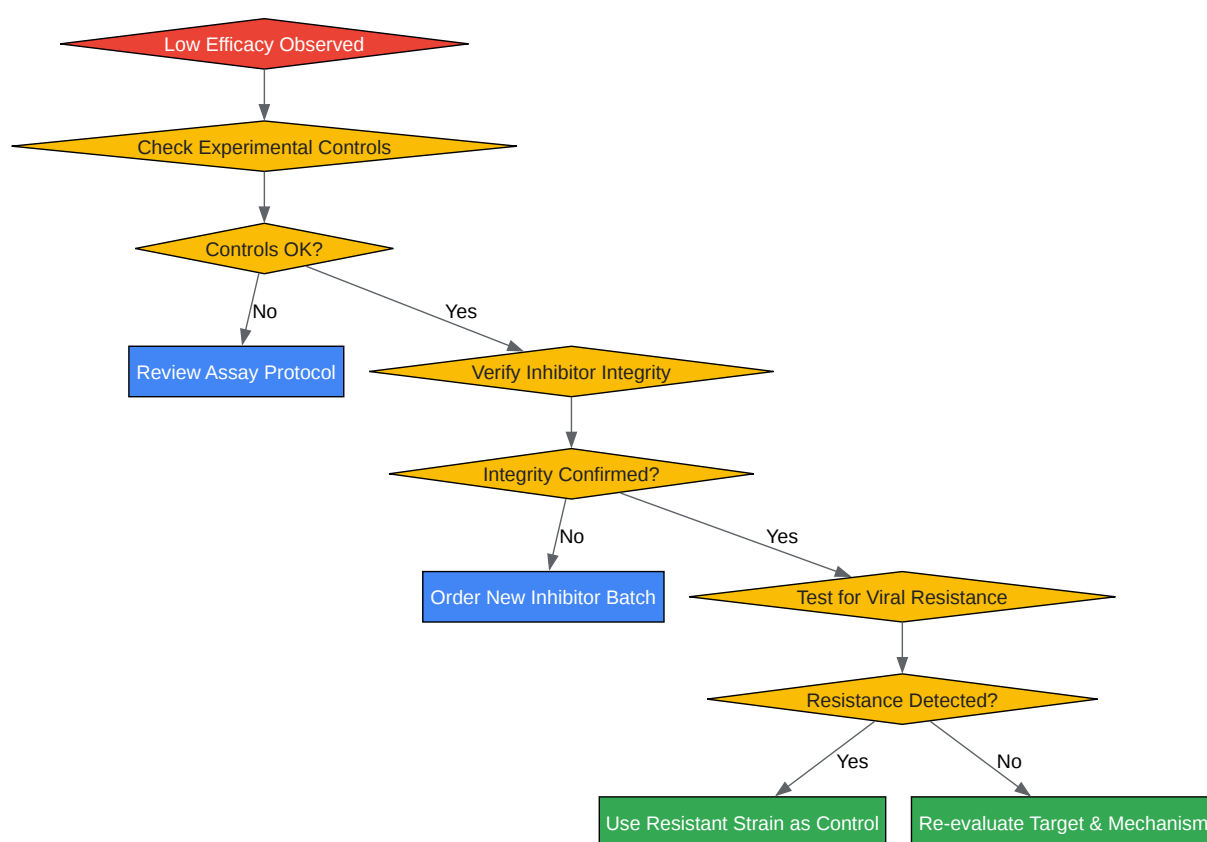 Low Efficacy Observed
Check Experimental Controls
Controls OK?
No
Yes
Review Assay Protocol
Verify Inhibitor Integrity
Integrity Confirmed?
No
Yes
Order New Inhibitor Batch
Test for Viral Resistance
Resistance Detected?
Yes
No
Use Resistant Strain as Control
Re-evaluate Target & Mechanism